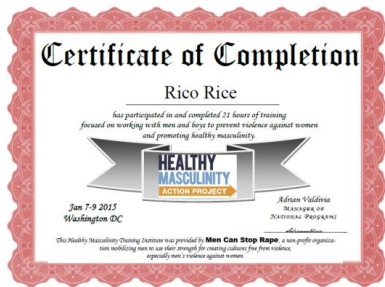 Certificate of Completion
Rico Rice
has participated in and completed 21 hours of training
focused on working with men and boys to prevent violence against women
and promoting healthy masculinity.
HEALTHY
MASCULINITY
ACTION PROJECT
Jan 7-9 2015
Washington DC
Adrian Valdivia
Manager of
National Programs
This Healthy Masculinity Training Institute was provided by Men Can Stop Rape, a non-profit organiza-
tion mobilizing men to use their strength for creating cultures free from violence,
especially men's violence against women.